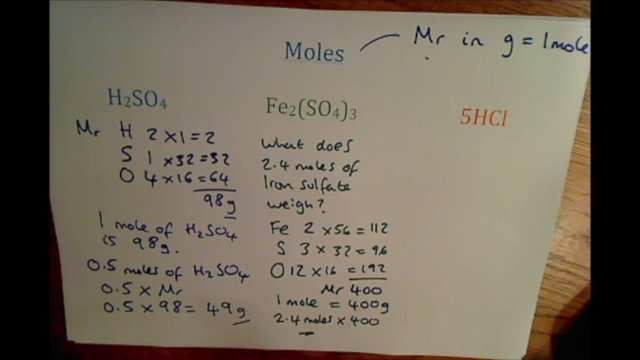 Moles
Mr in g = 1mole
H₂SO₄
Mr H 2×1=2
S 1×32=32
O 4×16=64
98g
1 mole of H₂SO₄
is 98g.
0.5 moles of H₂SO₄
0.5 × Mr
0.5 × 98 = 49g
Fe₂(SO₄)₃
What does
2.4 moles of
Iron sulfate
weigh?
Fe 2×56=112
S 3×32=96
O 12×16=192
Mr 400
1 mole = 400g
2.4 moles × 400
5HCl